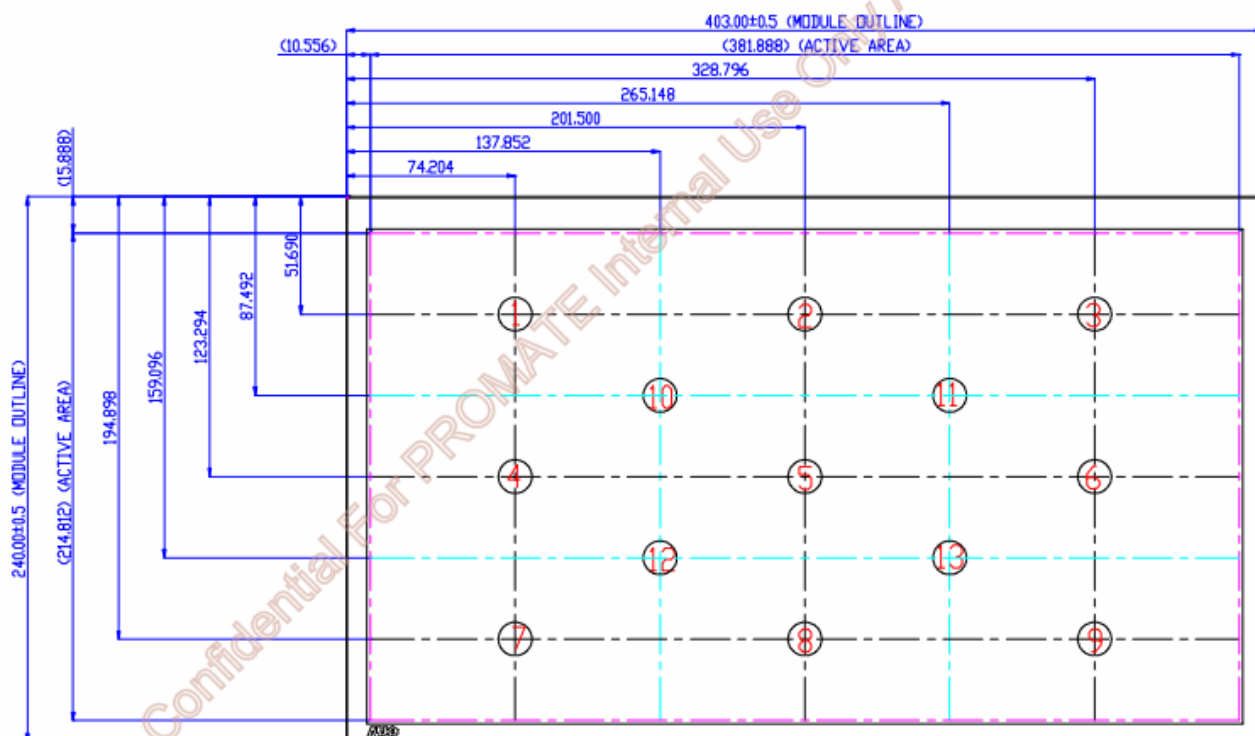 403.00±0.5 (MODULE OUTLINE)
(10.556)
(381.888) (ACTIVE AREA)
328.796
265.148
201.500
137.852
74.204
(15.888)
51.690
87.492
123.294
159.096
194.898
(214.812) (ACTIVE AREA)
240.00±0.5 (MODULE OUTLINE)
1 2 3
10 11
4 5 6
12 13
7 8 9
AUO
Confidential For PROMATE Internal Use Only /